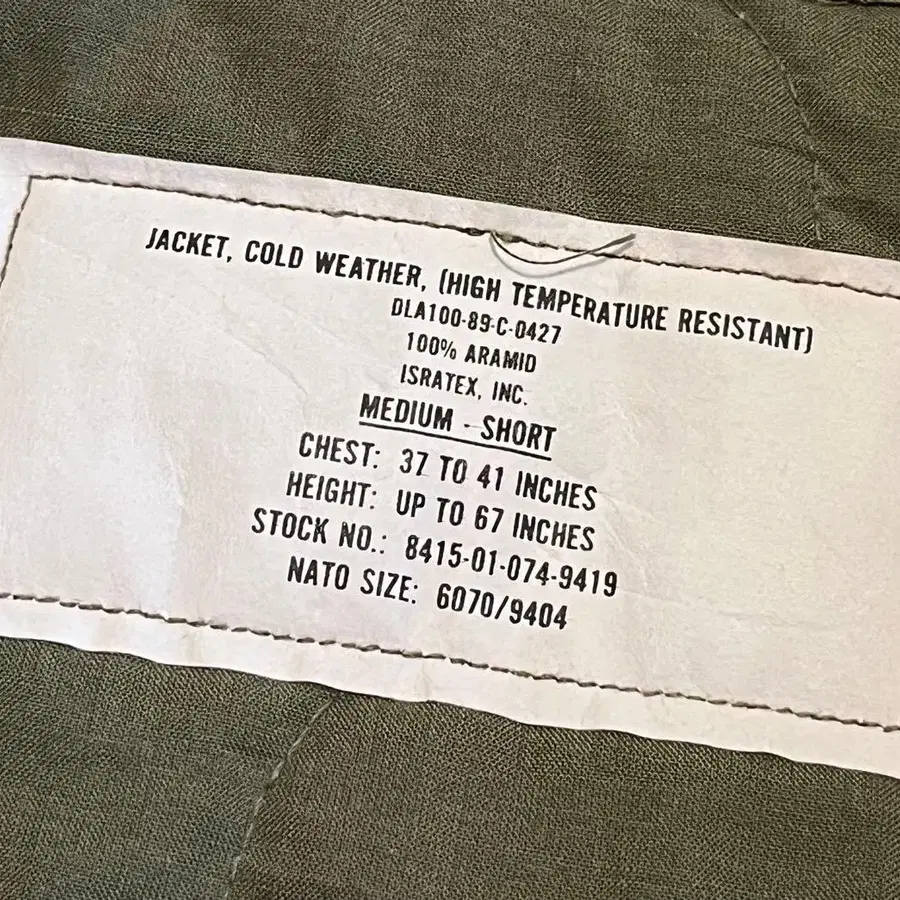 JACKET, COLD WEATHER, (HIGH TEMPERATURE RESISTANT)
DLA100-89-C-0427
100% ARAMID
ISRATEX, INC.
MEDIUM - SHORT
CHEST: 37 TO 41 INCHES
HEIGHT: UP TO 67 INCHES
STOCK NO.: 8415-01-074-9419
NATO SIZE: 6070/9404